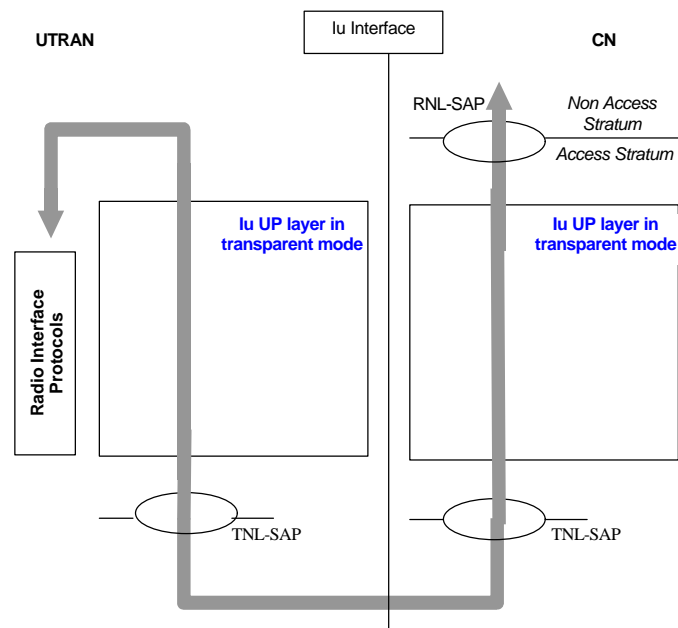 Iu Interface
UTRAN
CN
RNL-SAP
Non Access
Stratum
Access Stratum
Iu UP layer in
transparent mode
Iu UP layer in
transparent mode
Radio Interface
Protocols
TNL-SAP
TNL-SAP